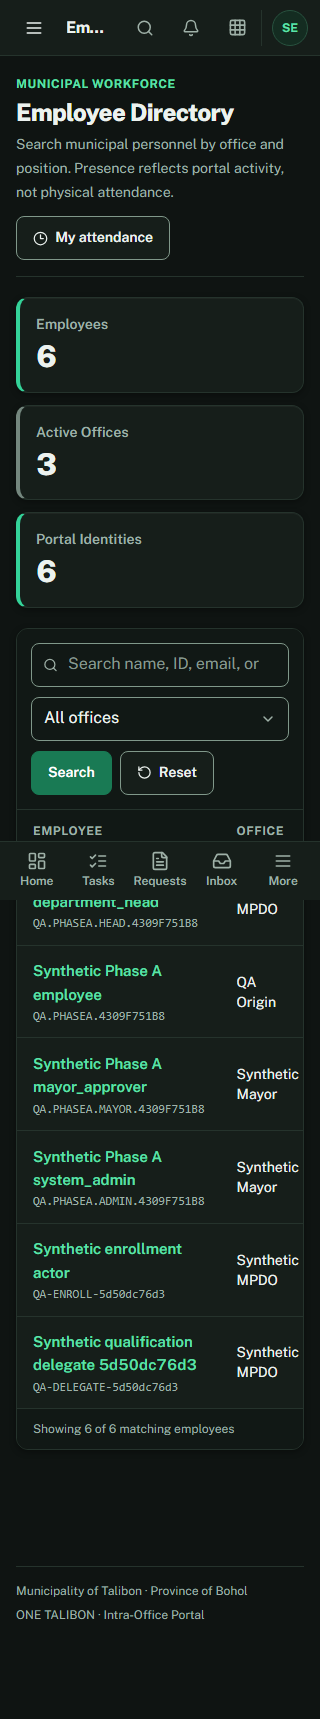 Em...
SE
MUNICIPAL WORKFORCE
Employee Directory
Search municipal personnel by office and
position. Presence reflects portal activity,
not physical attendance.
My attendance
Employees
6
Active Offices
3
Portal Identities
6
Search name, ID, email, or
All offices
Search
Reset
EMPLOYEE OFFICE
Home Tasks Requests Inbox More
department_head
MPDO
QA.PHASEA.HEAD.4309F751B8
Synthetic Phase A
employee
QA.PHASEA.4309F751B8
QA
Origin
Synthetic Phase A
mayor_approver
QA.PHASEA.MAYOR.4309F751B8
Synthetic
Mayor
Synthetic Phase A
system_admin
QA.PHASEA.ADMIN.4309F751B8
Synthetic
Mayor
Synthetic enrollment
actor
QA-ENROLL-5d50dc76d3
Synthetic
MPDO
Synthetic qualification
delegate 5d50dc76d3
QA-DELEGATE-5d50dc76d3
Synthetic
MPDO
Showing 6 of 6 matching employees
Municipality of Talibon · Province of Bohol
ONE TALIBON · Intra-Office Portal